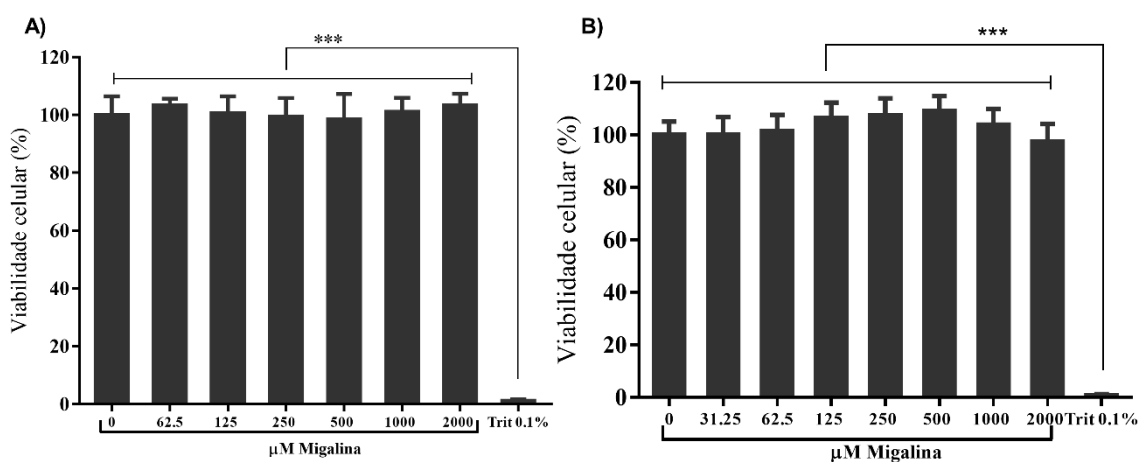 A)
***
Viabilidade celular (%)
120
100
80
60
40
20
0
0 62.5 125 250 500 1000 2000 Trit 0.1%
µM Migalina
B)
***
Viabilidade celular (%)
120
100
80
60
40
20
0
0 31.25 62.5 125 250 500 1000 2000 Trit 0.1%
µM Migalina